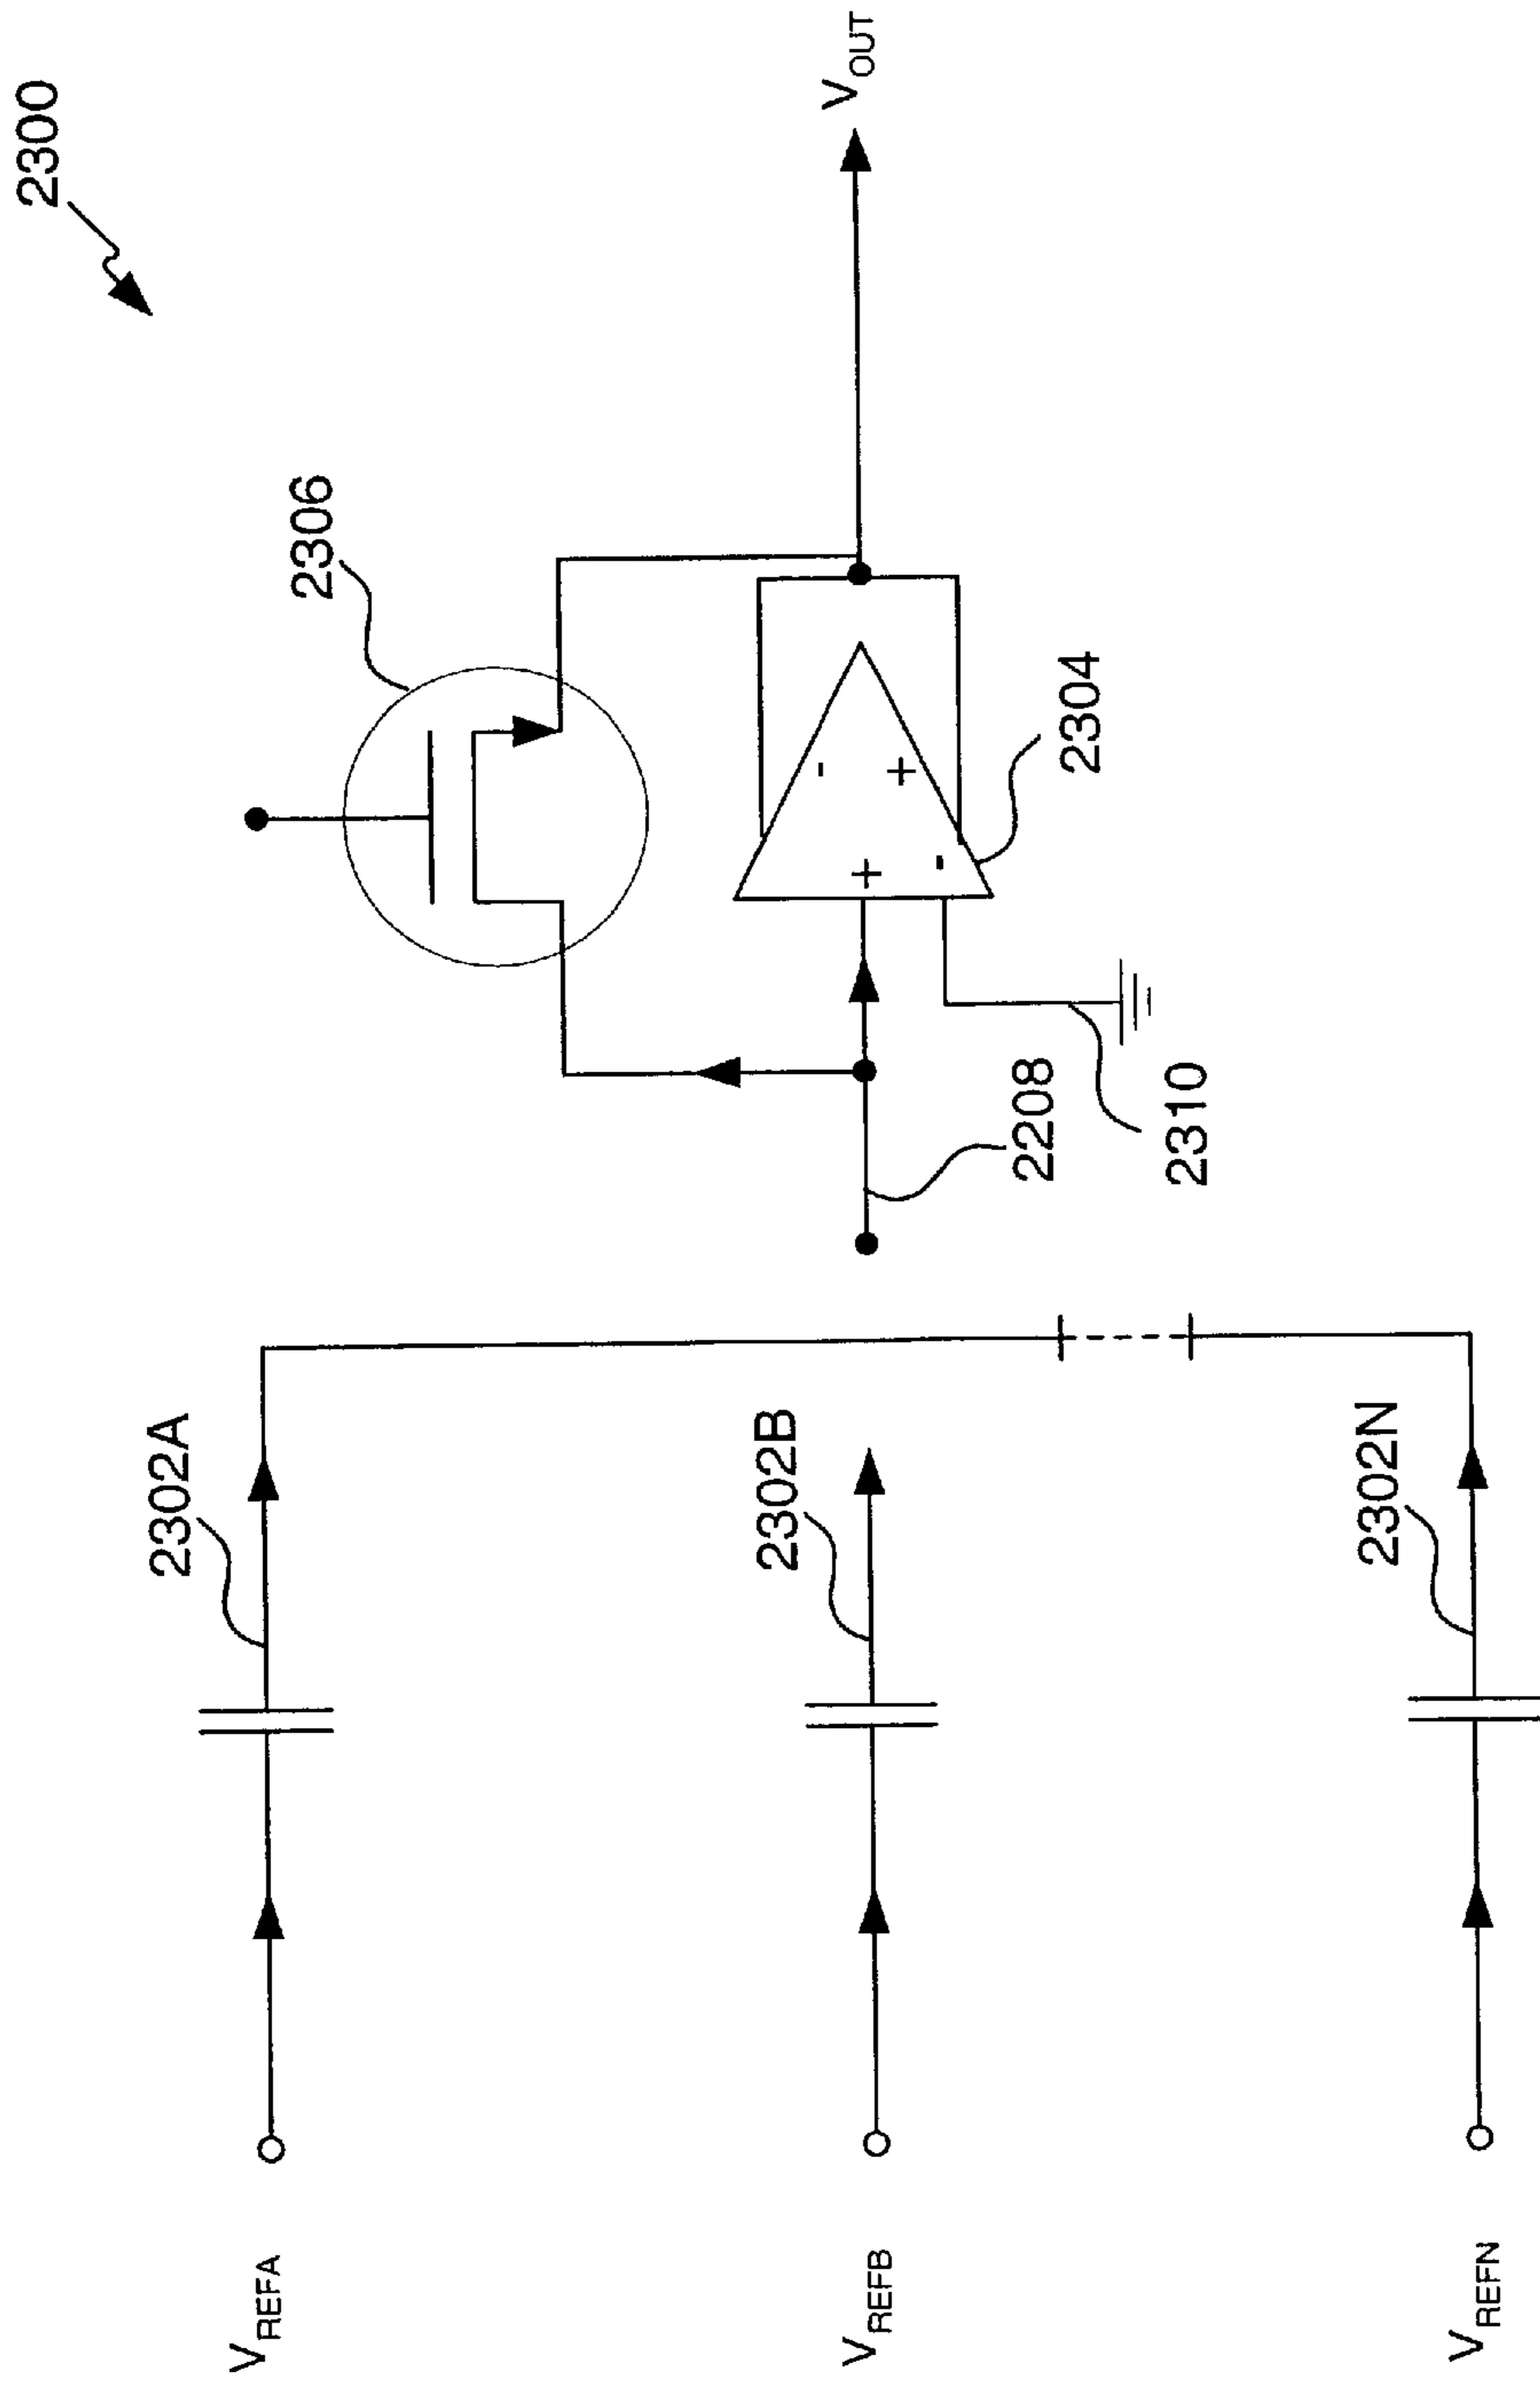 2300
V_OUT
2306
+
-
-
+
2304
2208
2310
2302A
2302B
2302N
V_REFA
V_REFB
V_REFN